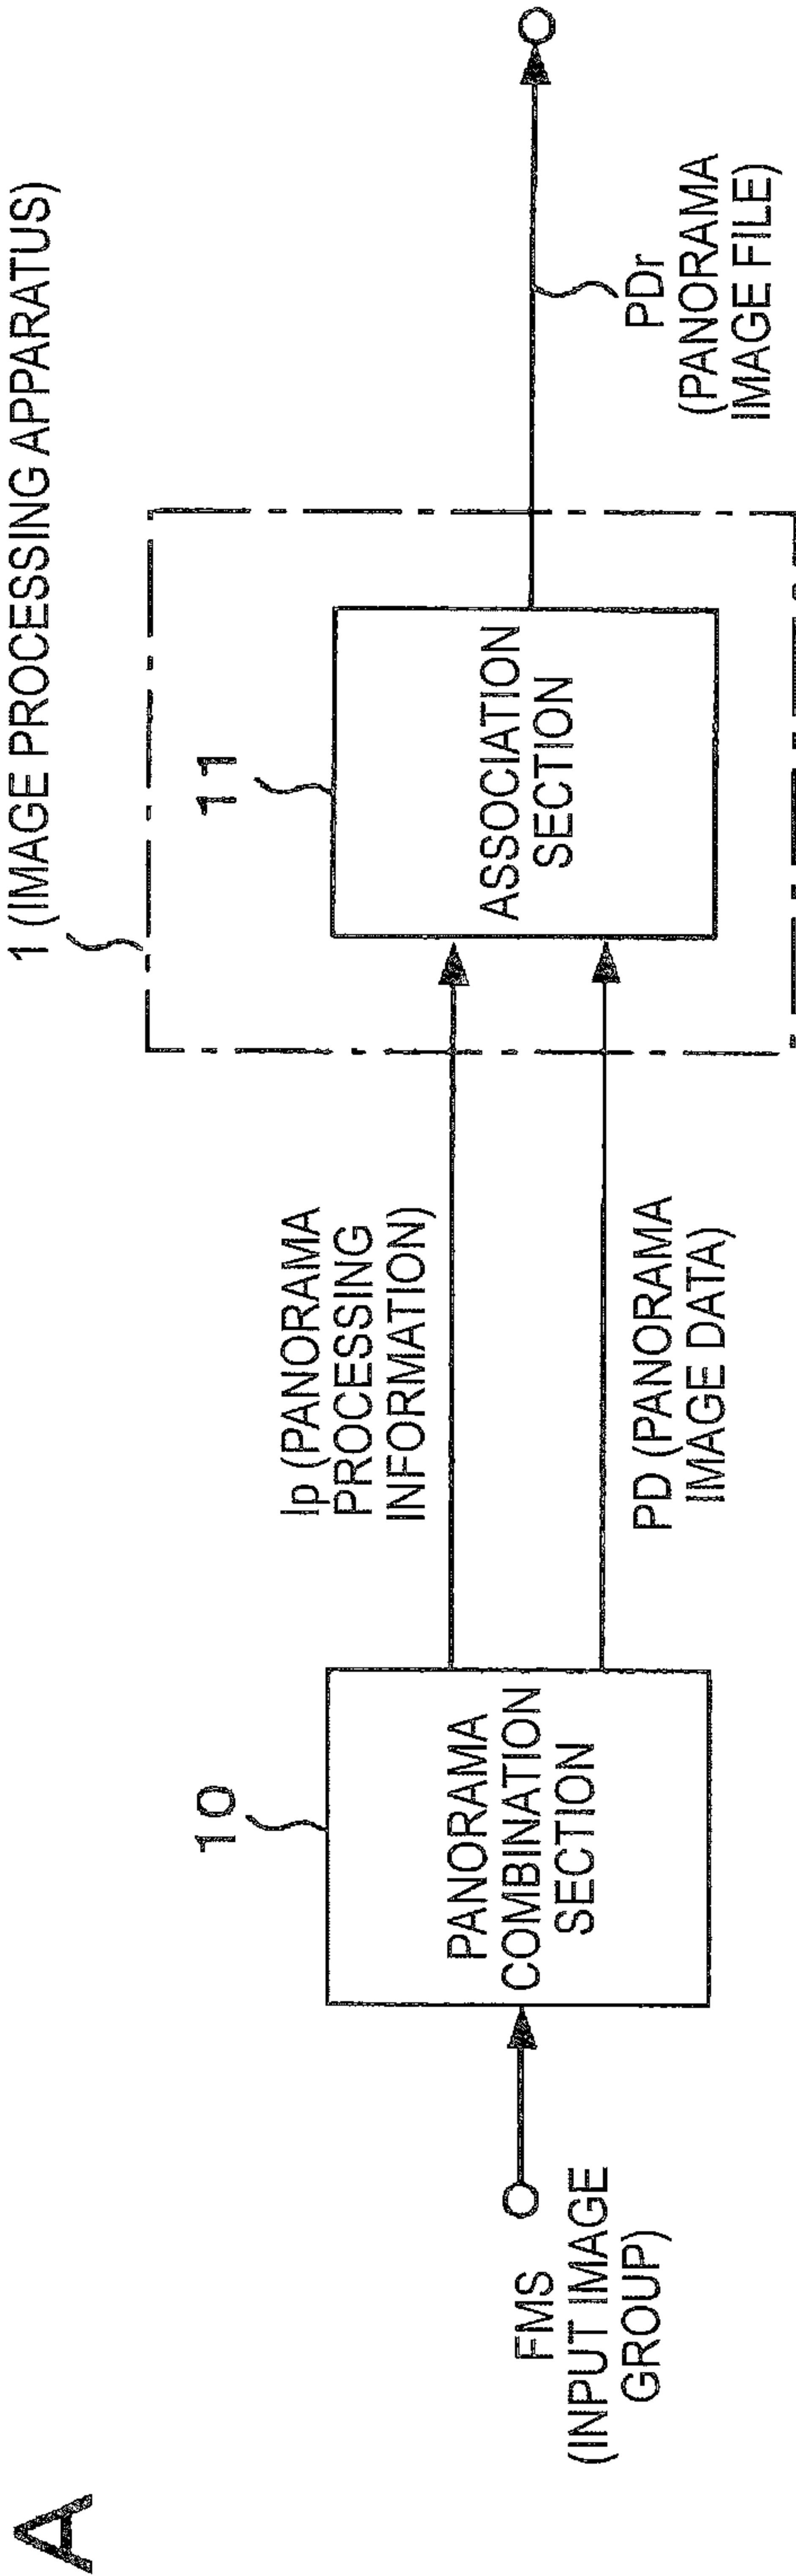 A
1 (IMAGE PROCESSING APPARATUS)
FMS
(INPUT IMAGE
GROUP)
10
PANORAMA
COMBINATION
SECTION
Ip (PANORAMA
PROCESSING
INFORMATION)
PD (PANORAMA
IMAGE DATA)
11
ASSOCIATION
SECTION
PDr
(PANORAMA
IMAGE FILE)